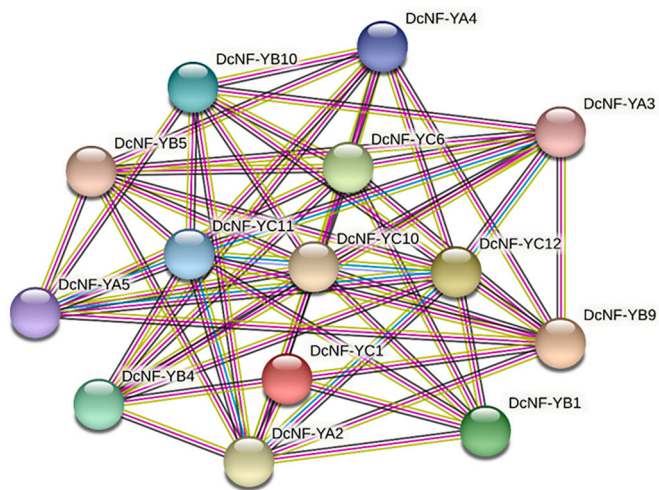 DcNF-YA4
DcNF-YB10
DcNF-YA3
DcNF-YB5
DcNF-YC6
DcNF-YC11
DcNF-YC10
DcNF-YC12
DcNF-YA5
DcNF-YB9
DcNF-YC1
DcNF-YB4
DcNF-YB1
DcNF-YA2